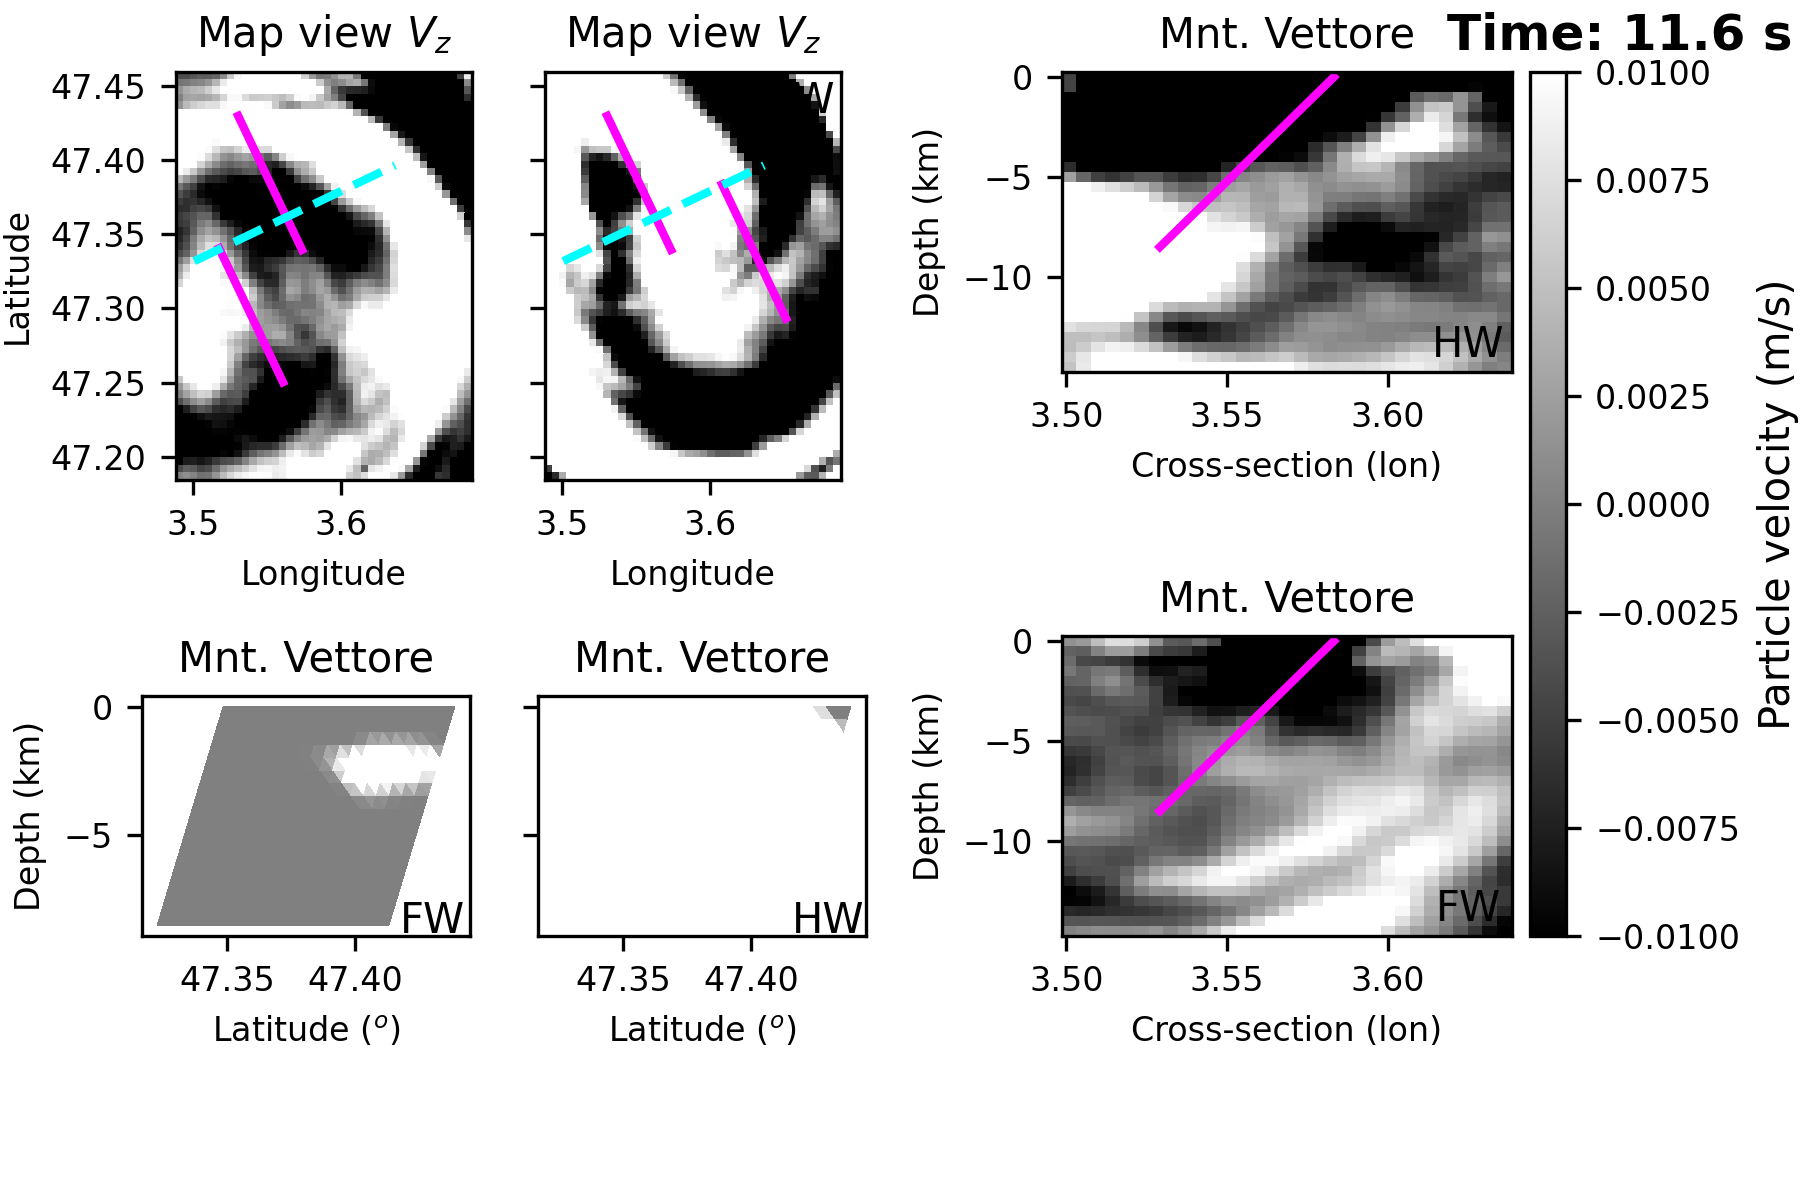 Map view Vz
Map view Vz
Mnt. Vettore
Time: 11.6 s
47.45
47.40
47.35
47.30
47.25
47.20
Latitude
3.5
3.6
Longitude
W
3.5
3.6
Longitude
0
−5
−10
Depth (km)
HW
3.50
3.55
3.60
Cross-section (lon)
0.0100
0.0075
0.0050
0.0025
0.0000
−0.0025
−0.0050
−0.0075
−0.0100
Particle velocity (m/s)
Mnt. Vettore
0
−5
Depth (km)
FW
47.35
47.40
Latitude (o)
Mnt. Vettore
HW
47.35
47.40
Latitude (o)
Mnt. Vettore
0
−5
−10
Depth (km)
FW
3.50
3.55
3.60
Cross-section (lon)